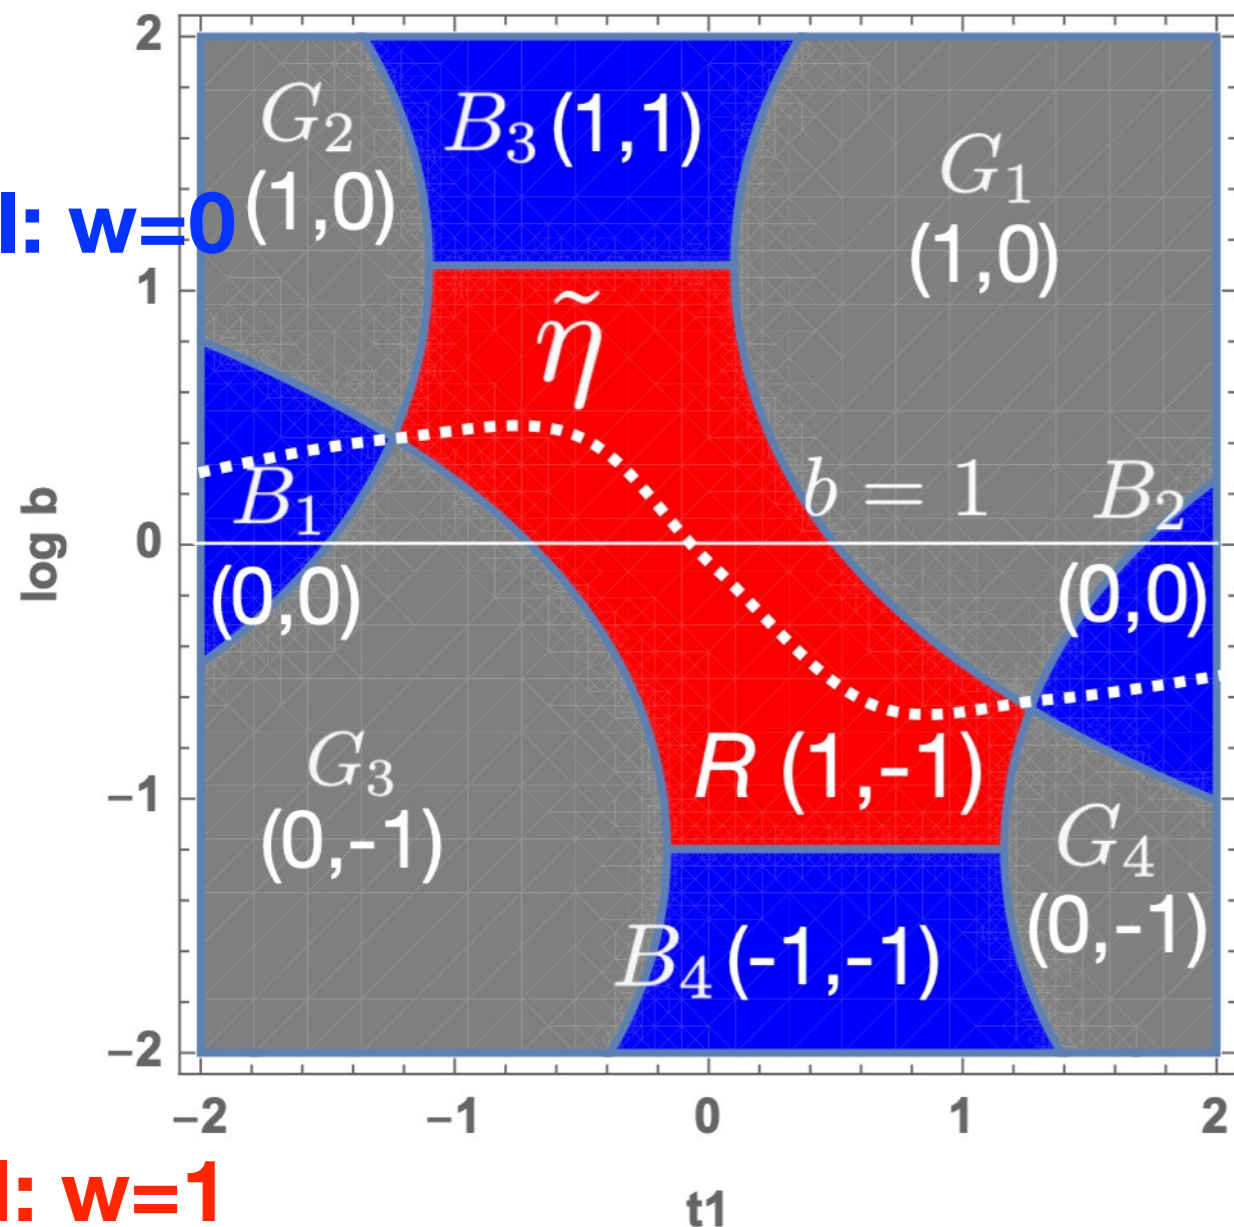 2
G₂
(1,0)
B₃(1,1)
G₁
(1,0)
l: w=0
1
η̃
b = 1
B₂
B₁
0
log b
(0,0)
(0,0)
G₃
(0,-1)
R (1,-1)
−1
G₄
(0,-1)
B₄(-1,-1)
−2
−2 −1 0 1 2
l: w=1
t1